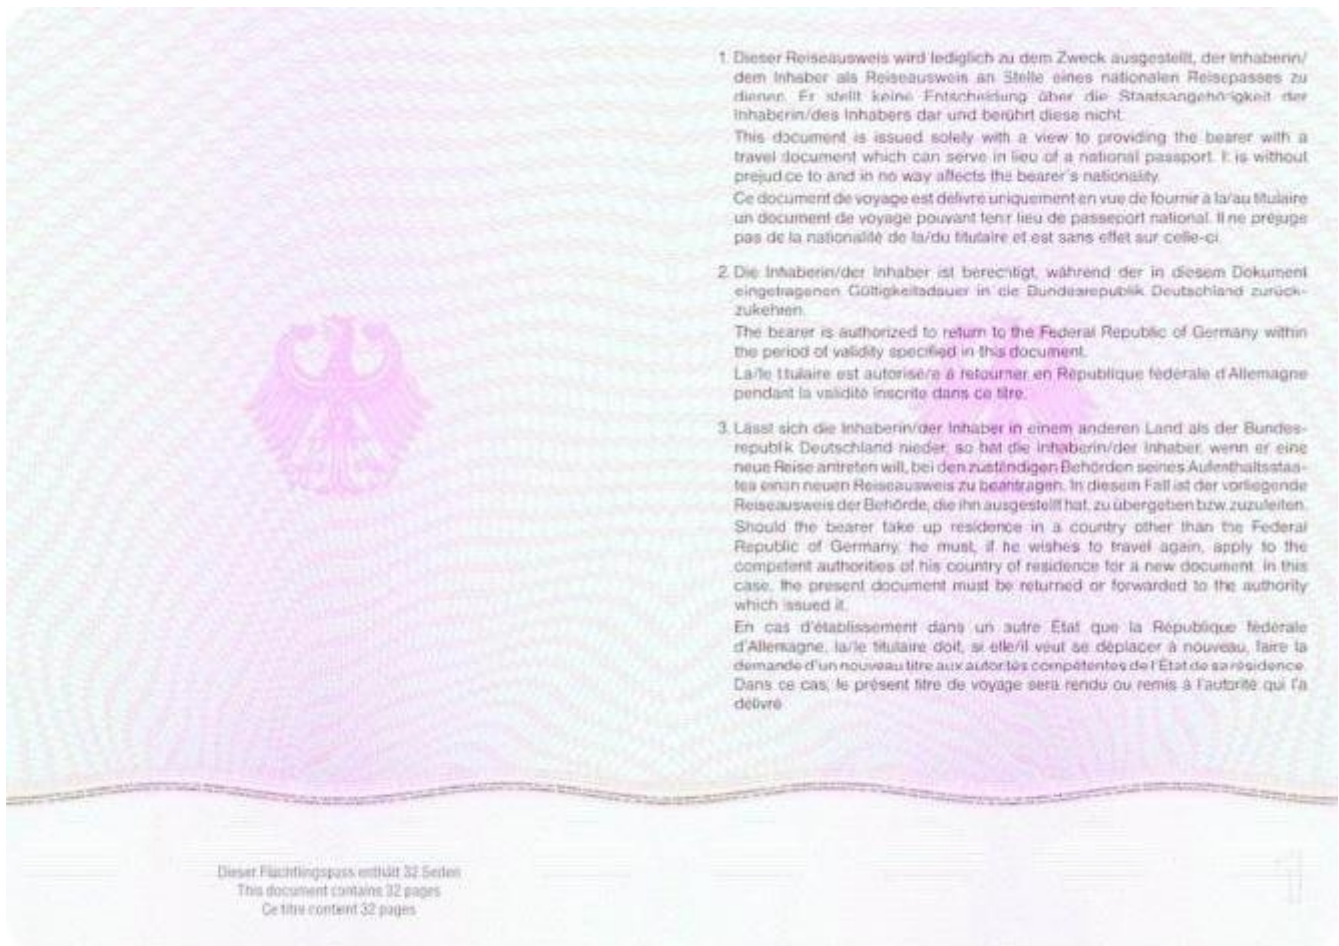 1. Dieser Reiseausweis wird lediglich zu dem Zweck ausgestellt, der Inhaberin/
dem Inhaber als Reiseausweis an Stelle eines nationalen Reisepasses zu
dienen. Er stellt keine Entscheidung über die Staatsangehörigkeit der
Inhaberin/des Inhabers dar und berührt diese nicht.
This document is issued solely with a view to providing the bearer with a
travel document which can serve in lieu of a national passport. It is without
prejudice to and in no way affects the bearer's nationality.
Ce document de voyage est délivré uniquement en vue de fournir à la/au titulaire
un document de voyage pouvant tenir lieu de passeport national. Il ne préjuge
pas de la nationalité de la/du titulaire et est sans effet sur celle-ci.
2. Die Inhaberin/der Inhaber ist berechtigt, während der in diesem Dokument
eingetragenen Gültigkeitsdauer in die Bundesrepublik Deutschland zurück-
zukehren.
The bearer is authorized to return to the Federal Republic of Germany within
the period of validity specified in this document.
La/le titulaire est autorisé/e à retourner en République fédérale d'Allemagne
pendant la validité inscrite dans ce titre.
3. Lässt sich die Inhaberin/der Inhaber in einem anderen Land als der Bundes-
republik Deutschland nieder, so hat die Inhaberin/der Inhaber, wenn er eine
neue Reise antreten will, bei den zuständigen Behörden seines Aufenthaltsstaa-
tes einen neuen Reiseausweis zu beantragen. In diesem Fall ist der vorliegende
Reiseausweis der Behörde, die ihn ausgestellt hat, zu übergeben bzw. zuzuleiten.
Should the bearer take up residence in a country other than the Federal
Republic of Germany, he must, if he wishes to travel again, apply to the
competent authorities of his country of residence for a new document. In this
case, the present document must be returned or forwarded to the authority
which issued it.
En cas d'établissement dans un autre État que la République fédérale
d'Allemagne, la/le titulaire doit, si elle/il veut se déplacer à nouveau, faire la
demande d'un nouveau titre aux autorités compétentes de l'État de sa résidence.
Dans ce cas, le présent titre de voyage sera rendu ou remis à l'autorité qui l'a
délivré.
Dieser Flüchtlingspass enthält 32 Seiten
This document contains 32 pages
Ce titre contient 32 pages
1